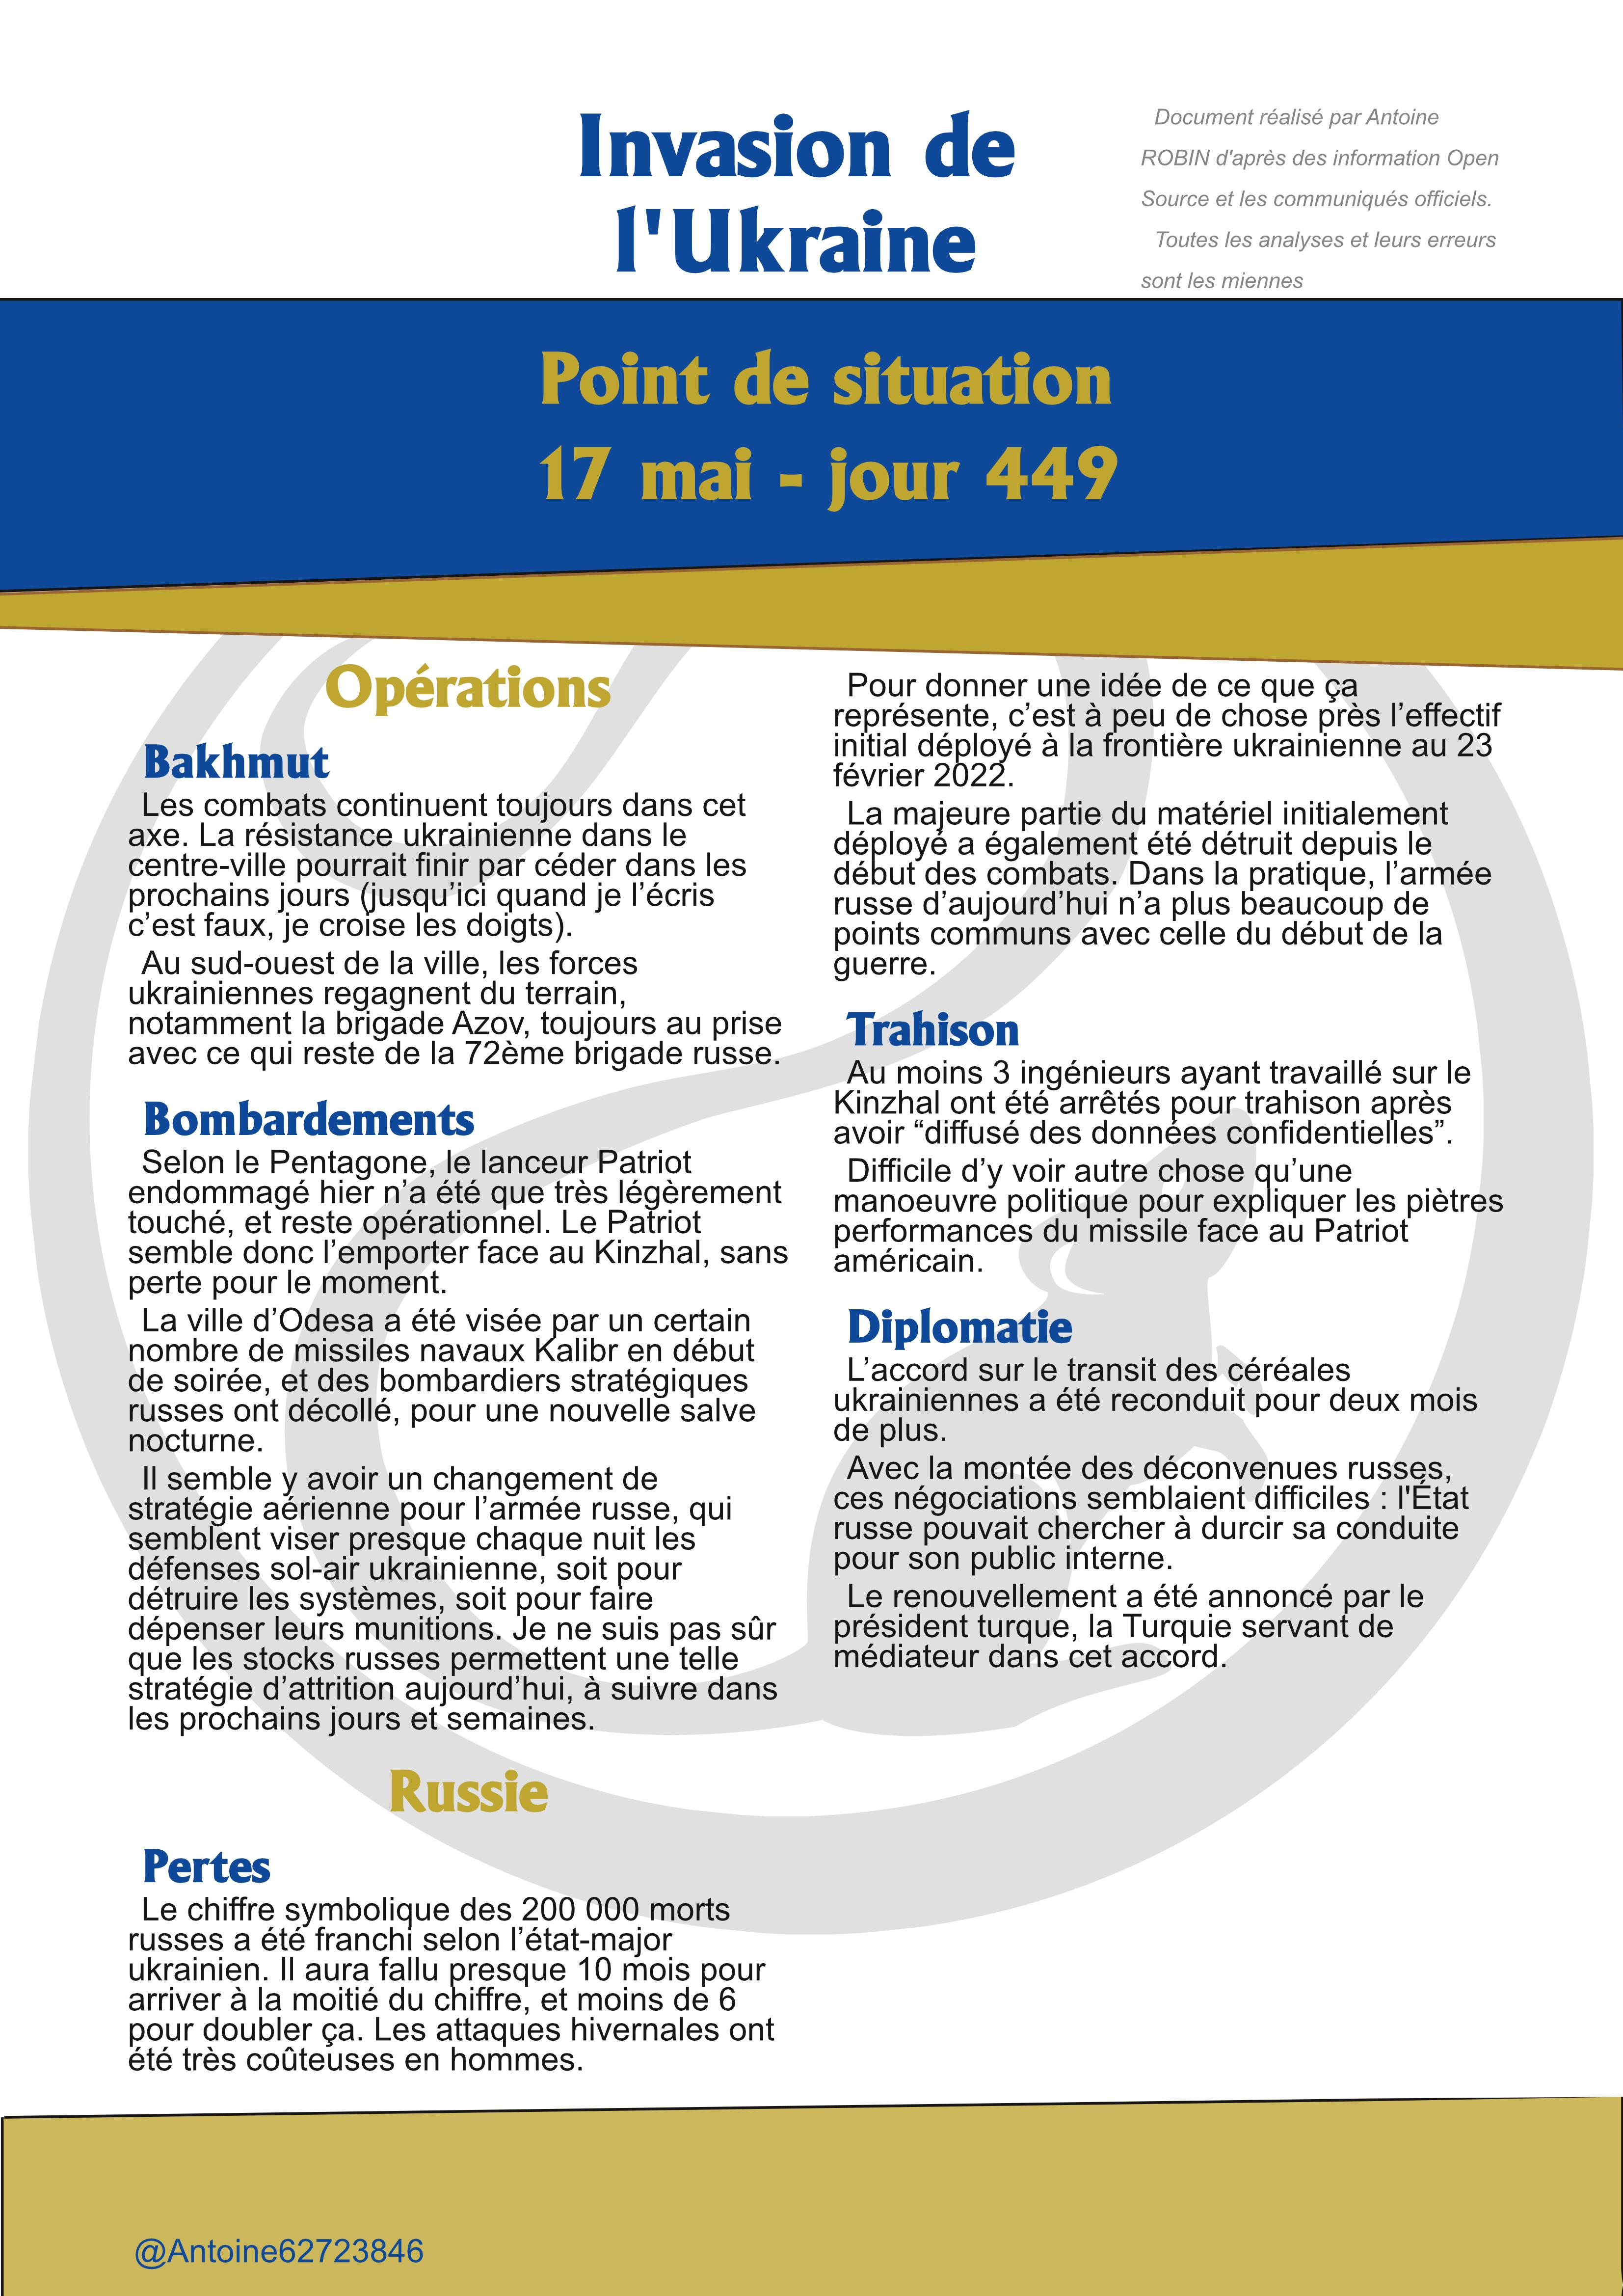 Invasion de
l'Ukraine
Document réalisé par Antoine
ROBIN d'après des information Open
Source et les communiqués officiels.
Toutes les analyses et leurs erreurs
sont les miennes
Point de situation
17 mai - jour 449
Opérations
Bakhmut
Les combats continuent toujours dans cet
axe. La résistance ukrainienne dans le
centre-ville pourrait finir par céder dans les
prochains jours (jusqu’ici quand je l’écris
c’est faux, je croise les doigts).
Au sud-ouest de la ville, les forces
ukrainiennes regagnent du terrain,
notamment la brigade Azov, toujours au prise
avec ce qui reste de la 72ème brigade russe.
Bombardements
Selon le Pentagone, le lanceur Patriot
endommagé hier n’a été que très légèrement
touché, et reste opérationnel. Le Patriot
semble donc l’emporter face au Kinzhal, sans
perte pour le moment.
La ville d’Odesa a été visée par un certain
nombre de missiles navaux Kalibr en début
de soirée, et des bombardiers stratégiques
russes ont décollé, pour une nouvelle salve
nocturne.
Il semble y avoir un changement de
stratégie aérienne pour l’armée russe, qui
semblent viser presque chaque nuit les
défenses sol-air ukrainienne, soit pour
détruire les systèmes, soit pour faire
dépenser leurs munitions. Je ne suis pas sûr
que les stocks russes permettent une telle
stratégie d’attrition aujourd’hui, à suivre dans
les prochains jours et semaines.
Russie
Pertes
Le chiffre symbolique des 200 000 morts
russes a été franchi selon l’état-major
ukrainien. Il aura fallu presque 10 mois pour
arriver à la moitié du chiffre, et moins de 6
pour doubler ça. Les attaques hivernales ont
été très coûteuses en hommes.
Pour donner une idée de ce que ça
représente, c’est à peu de chose près l’effectif
initial déployé à la frontière ukrainienne au 23
février 2022.
La majeure partie du matériel initialement
déployé a également été détruit depuis le
début des combats. Dans la pratique, l’armée
russe d’aujourd’hui n’a plus beaucoup de
points communs avec celle du début de la
guerre.
Trahison
Au moins 3 ingénieurs ayant travaillé sur le
Kinzhal ont été arrêtés pour trahison après
avoir “diffusé des données confidentielles”.
Difficile d’y voir autre chose qu’une
manoeuvre politique pour expliquer les piètres
performances du missile face au Patriot
américain.
Diplomatie
L’accord sur le transit des céréales
ukrainiennes a été reconduit pour deux mois
de plus.
Avec la montée des déconvenues russes,
ces négociations semblaient difficiles : l'État
russe pouvait chercher à durcir sa conduite
pour son public interne.
Le renouvellement a été annoncé par le
président turque, la Turquie servant de
médiateur dans cet accord.
@Antoine62723846